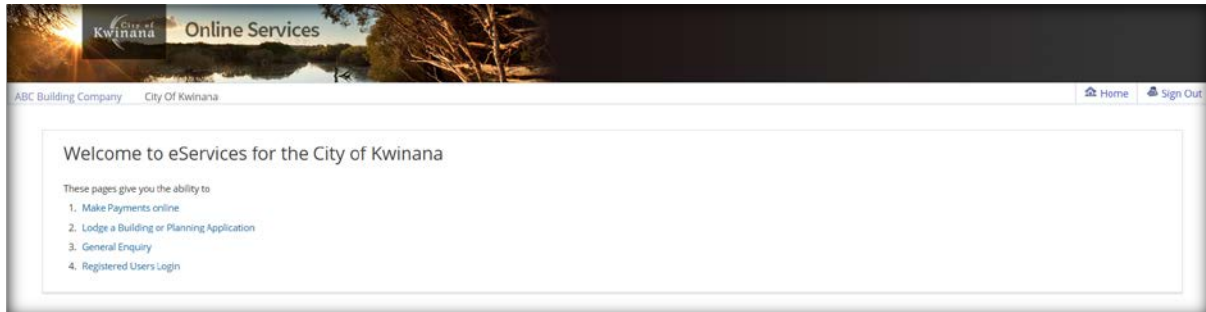 City of
Kwinana
Online Services
ABC Building Company City Of Kwinana Home Sign Out
Welcome to eServices for the City of Kwinana
These pages give you the ability to
1. Make Payments online
2. Lodge a Building or Planning Application
3. General Enquiry
4. Registered Users Login